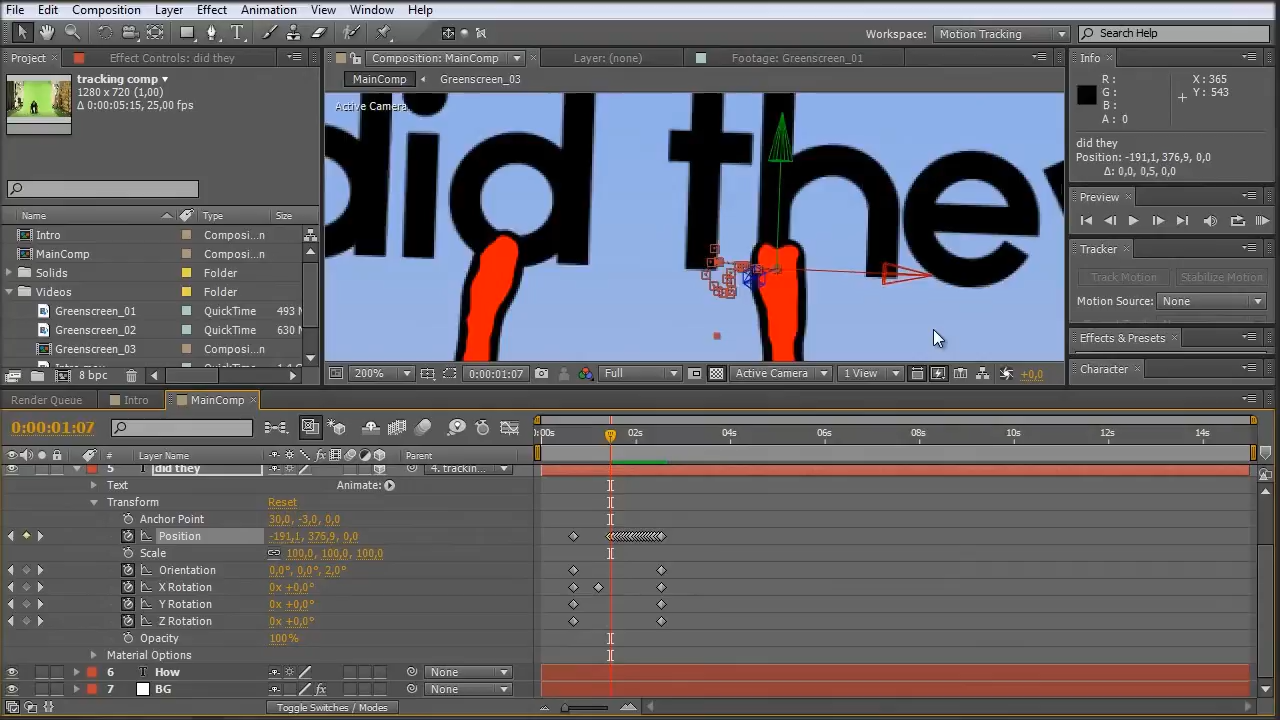 File Edit Composition Layer Effect Animation View Window Help
T Workspace: Motion Tracking Search Help
Project Effect Controls: did they Composition: MainComp Layer: (none) Footage: Greenscreen_01 Info
tracking comp
1280 x 720 (1,00)
Δ 0:00:05:15, 25,00 fps
MainComp Greenscreen_03
R : X : 365
G : Y : 543
B :
A : 0
Active Camera
did they
did they
Position: -191,1, 376,9, 0,0
Δ: 0,0, 0,5, 0,0
Preview
Name Type Size
Intro Composi...n
MainComp Composi...n
Solids Folder
Videos Folder
Greenscreen_01 QuickTime 493 M
Greenscreen_02 QuickTime 630 M
Greenscreen_03 Composi...n
Tracker
Track Motion Stabilize Motion
Motion Source: None
Effects & Presets
Character
8 bpc
200% 0:00:01:07 Full Active Camera 1 View +0,0
Render Queue Intro MainComp
0:00:01:07
:00s 02s 04s 06s 08s 10s 12s 14s
# Layer Name Parent
5 T did they 4. trackin...
Text Animate:
Transform Reset
Anchor Point 30,0, -3,0, 0,0
Position -191,1, 376,9, 0,0
Scale 100,0, 100,0, 100,0
Orientation 0,0°, 0,0°, 2,0°
X Rotation 0x +0,0°
Y Rotation 0x +0,0°
Z Rotation 0x +0,0°
Opacity 100%
Material Options
6 T How None
7 BG fx None
Toggle Switches / Modes